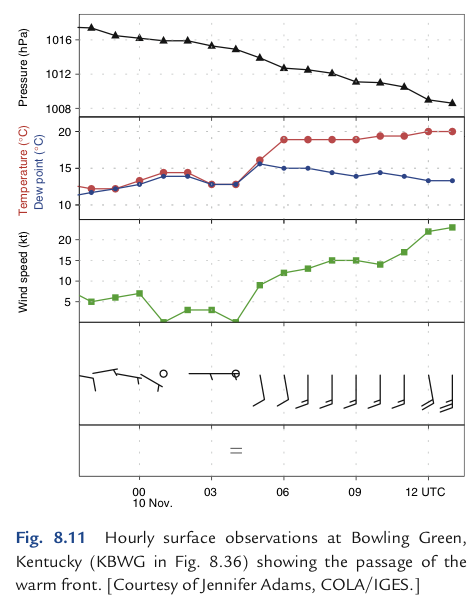 Pressure (hPa)
1016
1012
1008
Temperature (°C)
Dew point (°C)
20
15
10
Wind speed (kt)
20
15
10
5
00
03
06
09
12 UTC
10 Nov.
Fig. 8.11 Hourly surface observations at Bowling Green,
Kentucky (KBWG in Fig. 8.36) showing the passage of the
warm front. [Courtesy of Jennifer Adams, COLA/IGES.]